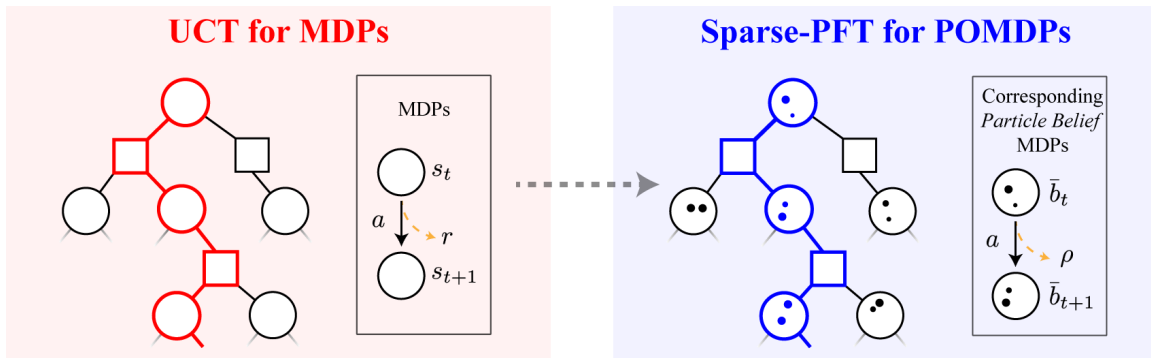 UCT for MDPs
MDPs
s_t
a
r
s_{t+1}
Sparse-PFT for POMDPs
Corresponding
Particle Belief
MDPs
b̄_t
a
ρ
b̄_{t+1}